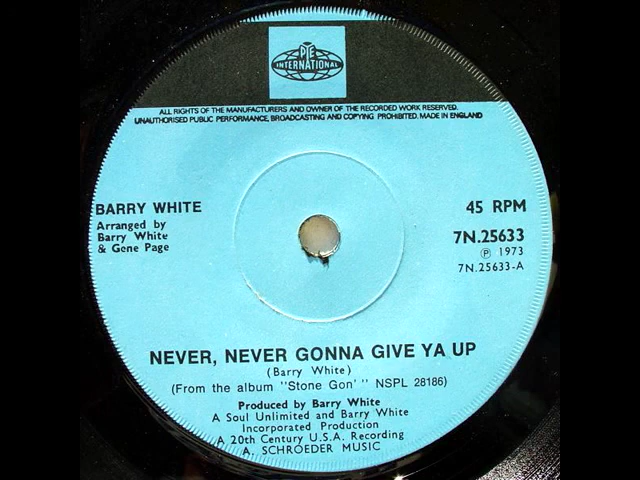 PYE
INTERNATIONAL
ALL RIGHTS OF THE MANUFACTURERS AND OWNER OF THE RECORDED WORK RESERVED.
UNAUTHORISED PUBLIC PERFORMANCE, BROADCASTING AND COPYING PROHIBITED. MADE IN ENGLAND
BARRY WHITE
Arranged by
Barry White
& Gene Page
45 RPM
7N.25633
Ⓟ 1973
7N.25633-A
NEVER, NEVER GONNA GIVE YA UP
(Barry White)
(From the album "Stone Gon' " NSPL 28186)
Produced by Barry White
A Soul Unlimited and Barry White
Incorporated Production
A 20th Century U.S.A. Recording
A. SCHROEDER MUSIC